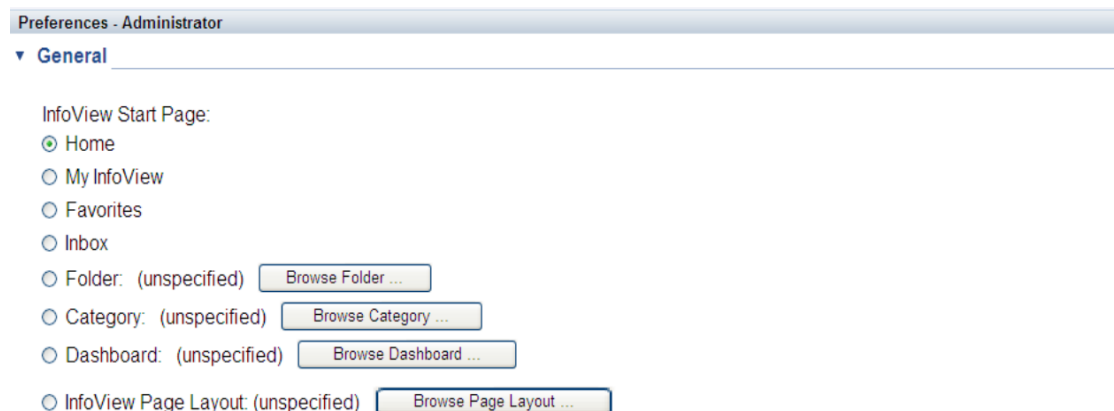 Preferences - Administrator
General
InfoView Start Page:
Home
My InfoView
Favorites
Inbox
Folder: (unspecified) Browse Folder ...
Category: (unspecified) Browse Category ...
Dashboard: (unspecified) Browse Dashboard ...
InfoView Page Layout: (unspecified) Browse Page Layout ...